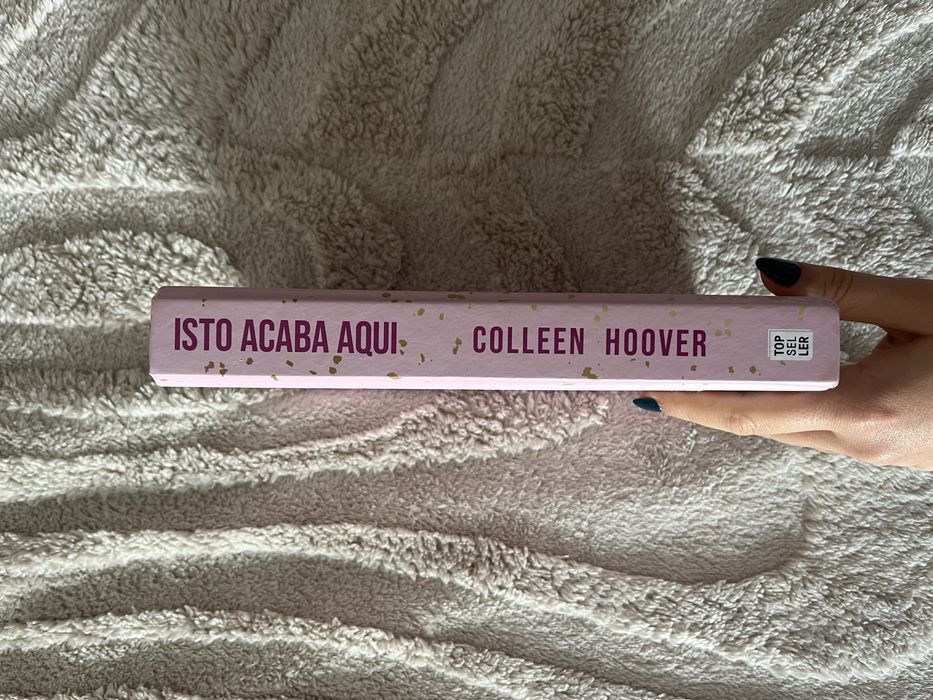 ISTO ACABA AQUI
COLLEEN HOOVER
TOP
SEL
LER